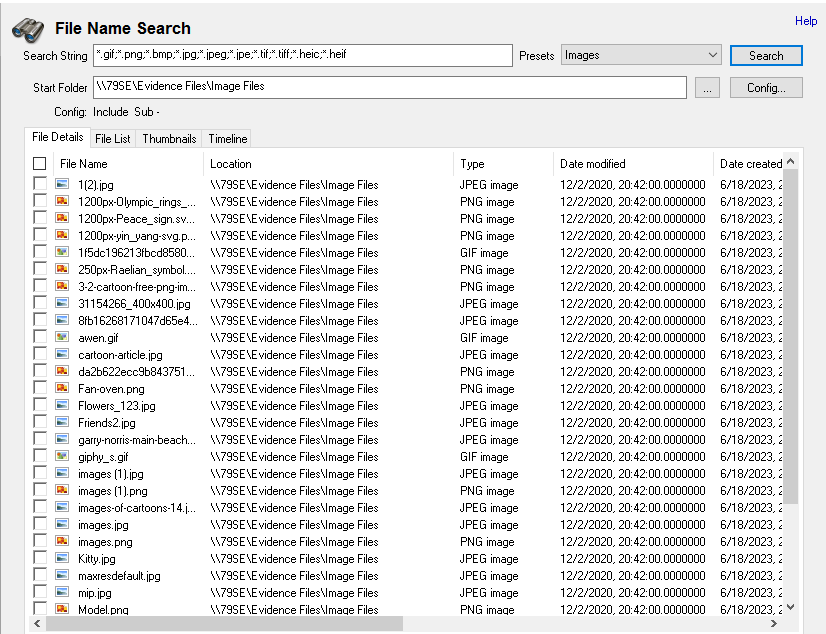 Help
File Name Search
Search String *.gif;*.png;*.bmp;*.jpg;*.jpeg;*.jpe;*.tif;*.tiff;*.heic;*.heif Presets Images Search
Start Folder \\79SE\Evidence Files\Image Files ... Config...
Config: Include Sub -
File Details File List Thumbnails Timeline
File Name Location Type Date modified Date created
1(2).jpg \\79SE\Evidence Files\Image Files JPEG image 12/2/2020, 20:42:00.0000000 6/18/2023, 2
1200px-Olympic_rings_... \\79SE\Evidence Files\Image Files PNG image 12/2/2020, 20:42:00.0000000 6/18/2023, 2
1200px-Peace_sign.sv... \\79SE\Evidence Files\Image Files PNG image 12/2/2020, 20:42:00.0000000 6/18/2023, 2
1200px-yin_yang-svg.p... \\79SE\Evidence Files\Image Files PNG image 12/2/2020, 20:42:00.0000000 6/18/2023, 2
1f5dc196213fbcd8580... \\79SE\Evidence Files\Image Files GIF image 12/2/2020, 20:42:00.0000000 6/18/2023, 2
250px-Raelian_symbol.... \\79SE\Evidence Files\Image Files PNG image 12/2/2020, 20:42:00.0000000 6/18/2023, 2
3-2-cartoon-free-png-im... \\79SE\Evidence Files\Image Files PNG image 12/2/2020, 20:42:00.0000000 6/18/2023, 2
31154266_400x400.jpg \\79SE\Evidence Files\Image Files JPEG image 12/2/2020, 20:42:00.0000000 6/18/2023, 2
8fb16268171047d65e4... \\79SE\Evidence Files\Image Files JPEG image 12/2/2020, 20:42:00.0000000 6/18/2023, 2
awen.gif \\79SE\Evidence Files\Image Files GIF image 12/2/2020, 20:42:00.0000000 6/18/2023, 2
cartoon-article.jpg \\79SE\Evidence Files\Image Files JPEG image 12/2/2020, 20:42:00.0000000 6/18/2023, 2
da2b622ecc9b843751... \\79SE\Evidence Files\Image Files PNG image 12/2/2020, 20:42:00.0000000 6/18/2023, 2
Fan-oven.png \\79SE\Evidence Files\Image Files PNG image 12/2/2020, 20:42:00.0000000 6/18/2023, 2
Flowers_123.jpg \\79SE\Evidence Files\Image Files JPEG image 12/2/2020, 20:42:00.0000000 6/18/2023, 2
Friends2.jpg \\79SE\Evidence Files\Image Files JPEG image 12/2/2020, 20:42:00.0000000 6/18/2023, 2
garry-norris-main-beach... \\79SE\Evidence Files\Image Files JPEG image 12/2/2020, 20:42:00.0000000 6/18/2023, 2
giphy_s.gif \\79SE\Evidence Files\Image Files GIF image 12/2/2020, 20:42:00.0000000 6/18/2023, 2
images (1).jpg \\79SE\Evidence Files\Image Files JPEG image 12/2/2020, 20:42:00.0000000 6/18/2023, 2
images (1).png \\79SE\Evidence Files\Image Files PNG image 12/2/2020, 20:42:00.0000000 6/18/2023, 2
images-of-cartoons-14.j... \\79SE\Evidence Files\Image Files JPEG image 12/2/2020, 20:42:00.0000000 6/18/2023, 2
images.jpg \\79SE\Evidence Files\Image Files JPEG image 12/2/2020, 20:42:00.0000000 6/18/2023, 2
images.png \\79SE\Evidence Files\Image Files PNG image 12/2/2020, 20:42:00.0000000 6/18/2023, 2
Kitty.jpg \\79SE\Evidence Files\Image Files JPEG image 12/2/2020, 20:42:00.0000000 6/18/2023, 2
maxresdefault.jpg \\79SE\Evidence Files\Image Files JPEG image 12/2/2020, 20:42:00.0000000 6/18/2023, 2
mip.jpg \\79SE\Evidence Files\Image Files JPEG image 12/2/2020, 20:42:00.0000000 6/18/2023, 2
Model.png \\79SE\Evidence Files\Image Files PNG image 12/2/2020, 20:42:00.0000000 6/18/2023, 2